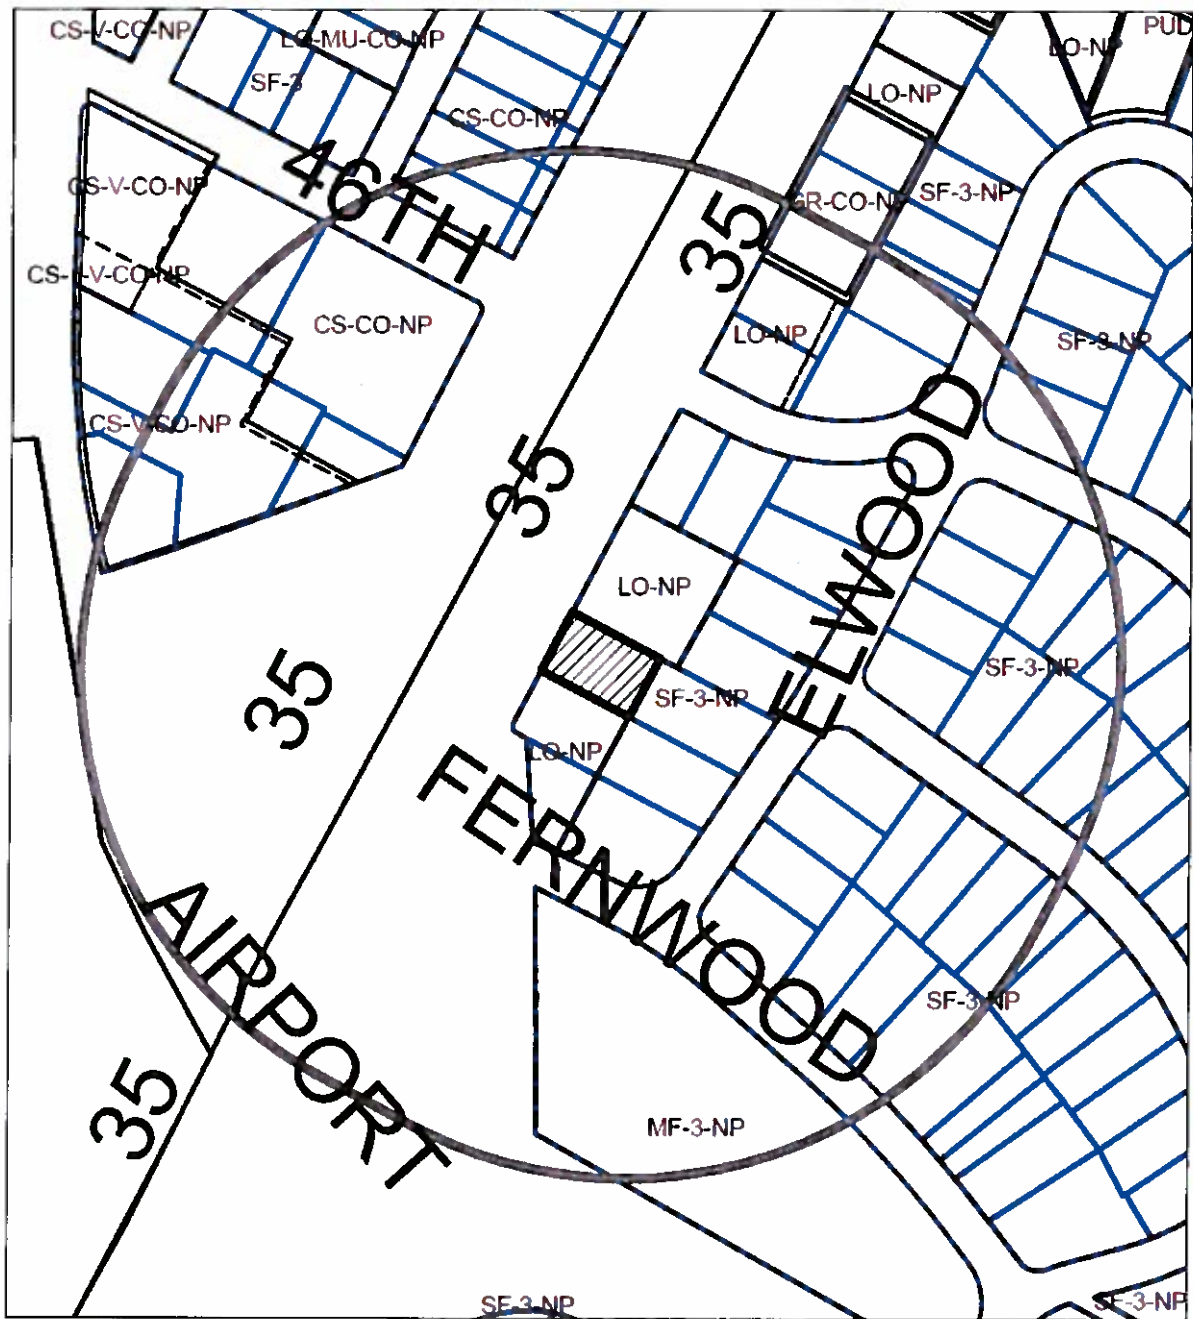 CS-V-CO-NP
LO-MU-CO-NP
LO-NP
PUD
SF-3
CS-CO-NP
LO-NP
46TH
CS-V-CO-NP
GR-CO-NP
SF-3-NP
35
CS-CO-NP
LO-NP
SF-3-NP
CS-V-CO-NP
35
ELWOOD
LO-NP
35
SF-3-NP
SF-3-NP
LO-NP
FERNWOOD
AIRPORT
SF-3-NP
35
MF-3-NP
SF-3-NP
SF-3-NP